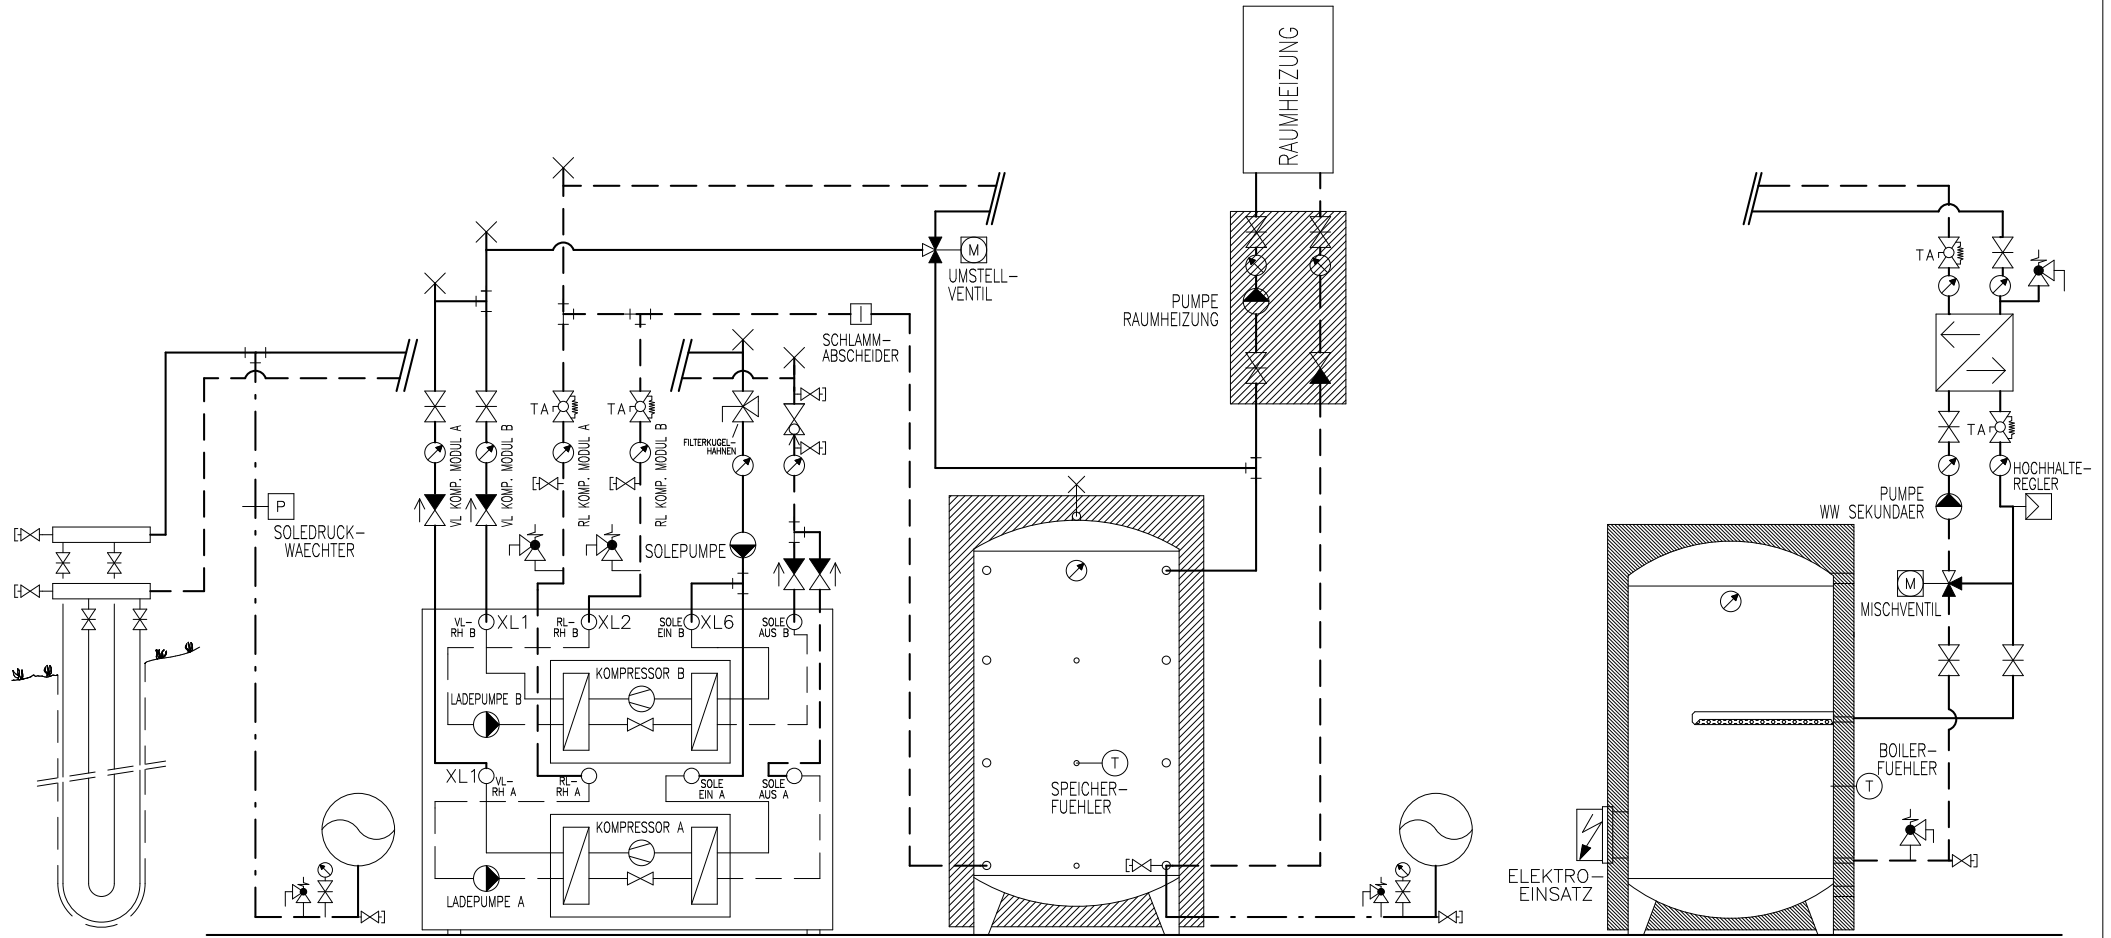 RAUMHEIZUNG
M
UMSTELL-
VENTIL
TA
PUMPE
RAUMHEIZUNG
SCHLAMM-
ABSCHEIDER
TA
TA
VL KOMP. MODUL A
VL KOMP. MODUL B
RL KOMP. MODUL A
RL KOMP. MODUL B
FILTERKUGEL-
HAHNEN
TA
HOCHHALTE-
REGLER
PUMPE
WW SEKUNDAER
P
SOLEDRUCK-
WAECHTER
SOLEPUMPE
M
MISCHVENTIL
VL-
RH B
XL1
RL-
RH B
XL2
SOLE
EIN B
XL6
SOLE
AUS B
KOMPRESSOR B
LADEPUMPE B
XL1
VL-
RH A
RL-
RH A
SOLE
EIN A
SOLE
AUS A
KOMPRESSOR A
LADEPUMPE A
T
SPEICHER-
FUEHLER
BOILER-
FUEHLER
T
ELEKTRO-
EINSATZ